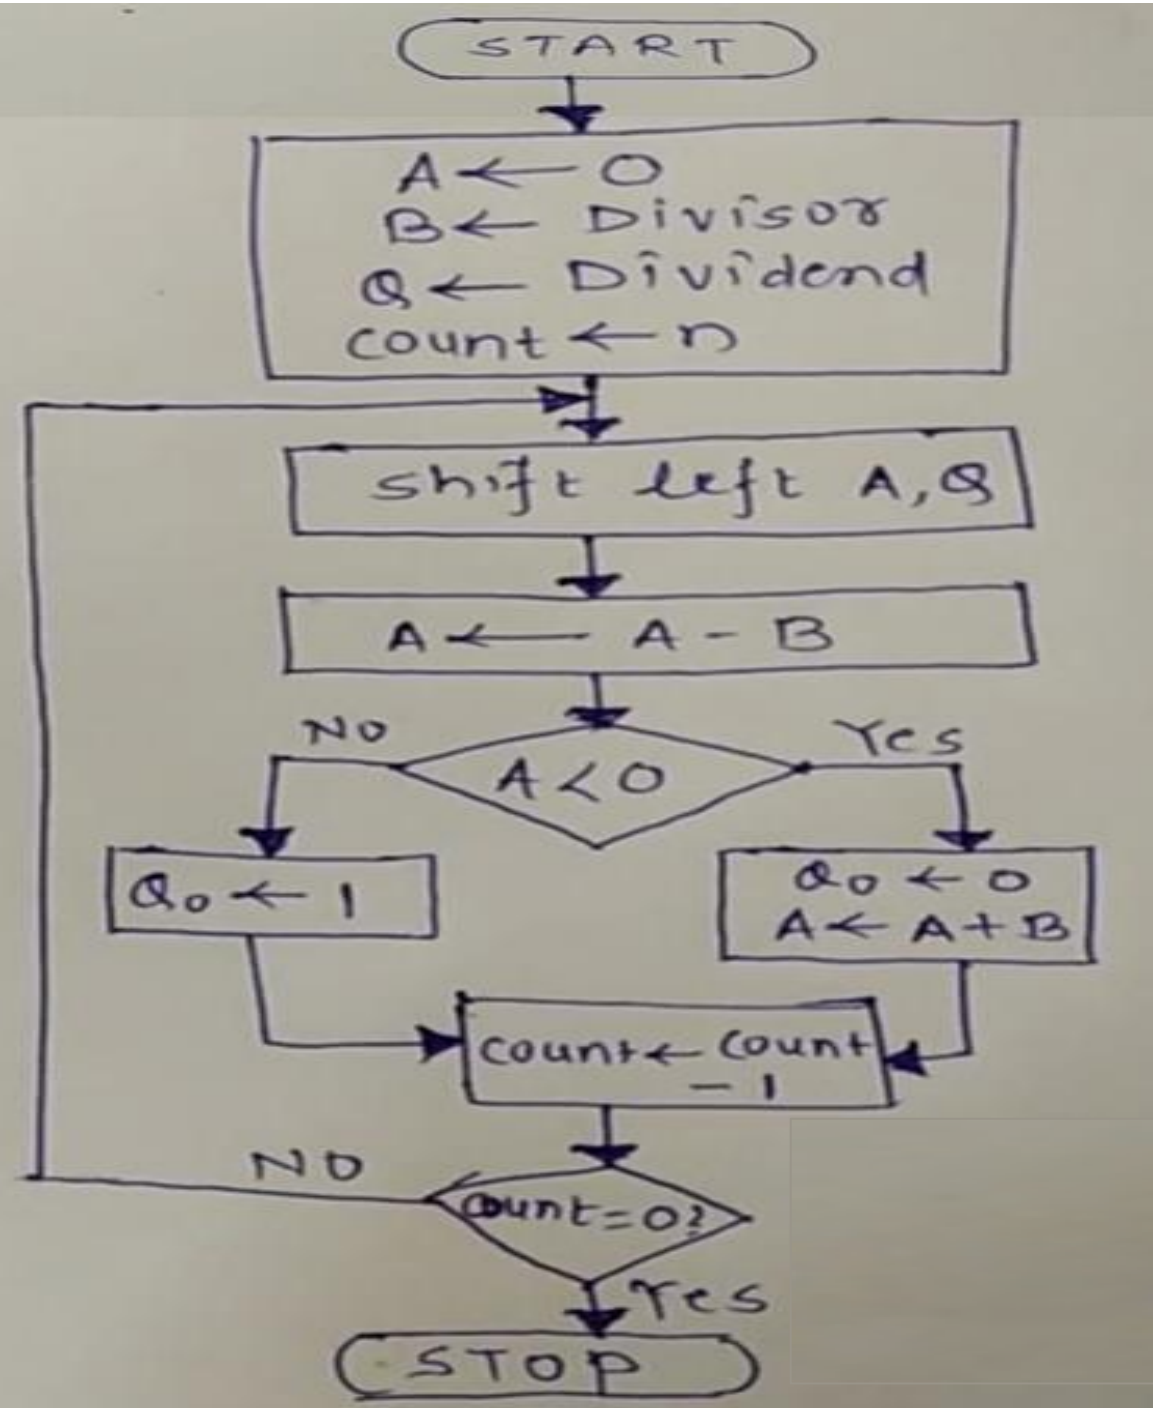 START
A ← 0
B ← Divisor
Q ← Dividend
count ← n
shift left A, Q
A ← A - B
No
A < 0
Yes
Q₀ ← 1
Q₀ ← 0
A ← A + B
count ← count
- 1
NO
count = 0?
Yes
STOP